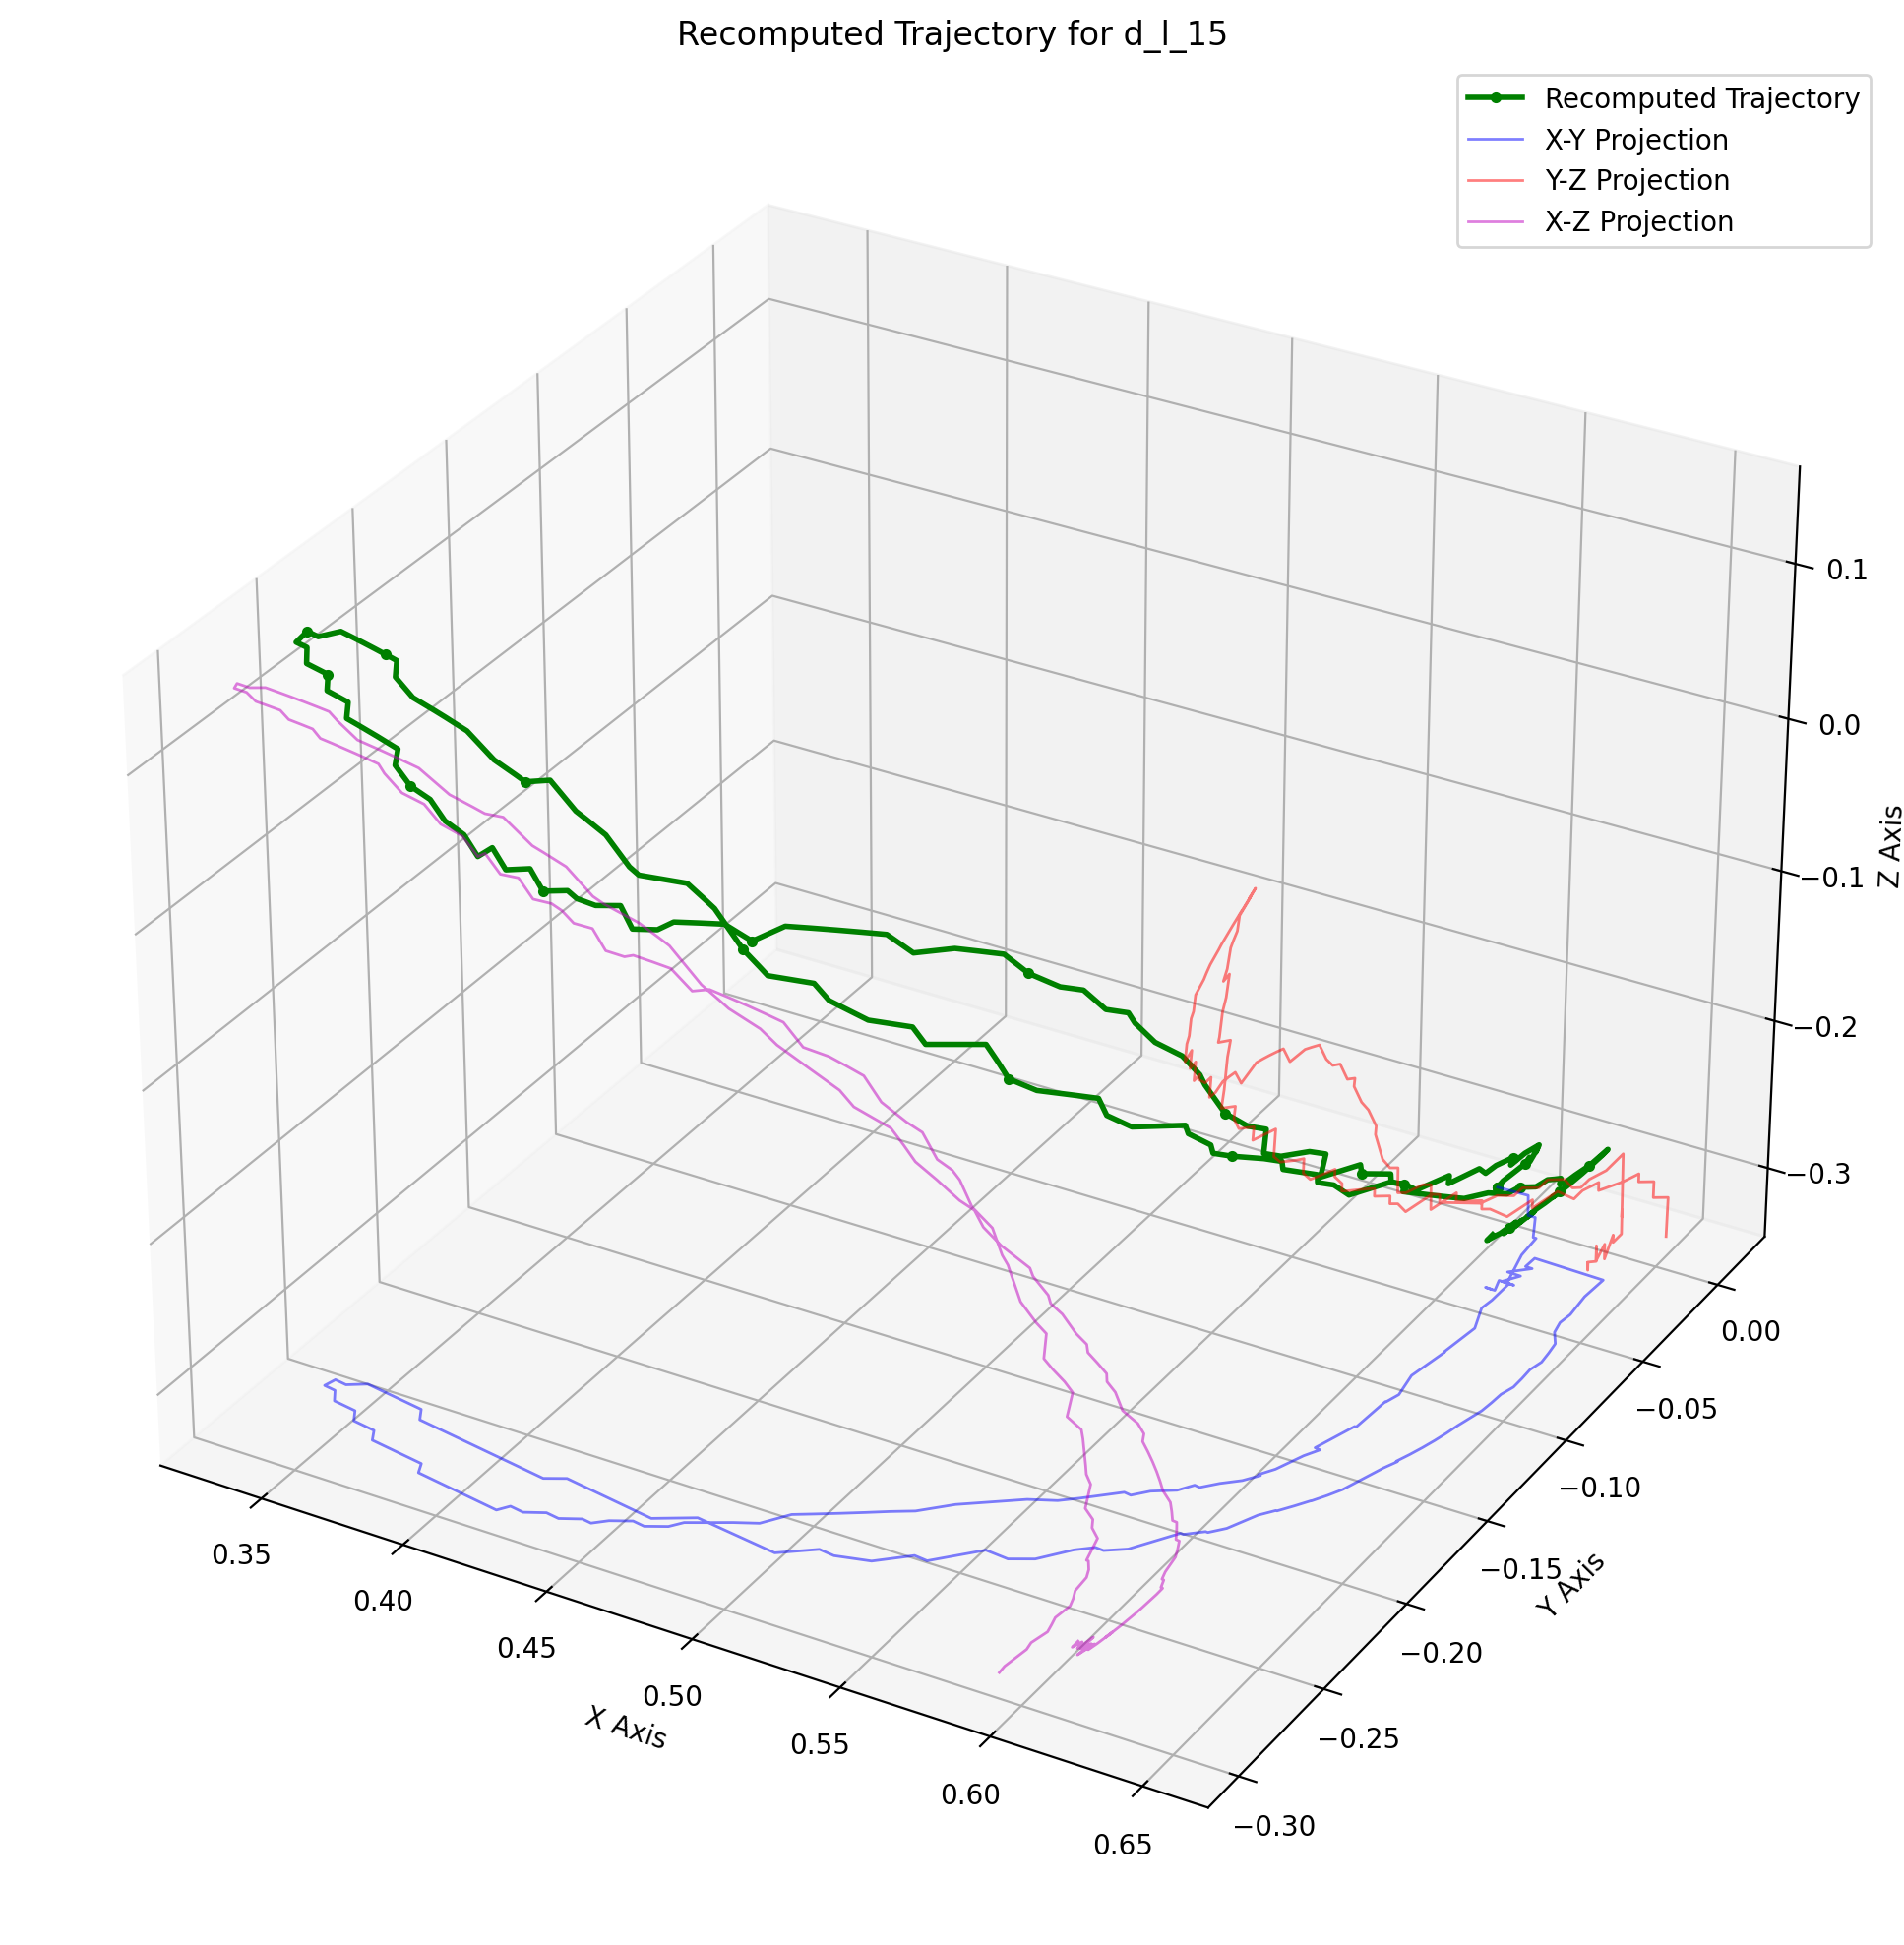 Recomputed Trajectory for d_l_15
Recomputed Trajectory
X-Y Projection
Y-Z Projection
X-Z Projection
0.1
0.0
−0.1
−0.2
−0.3
Z Axis
0.00
−0.05
−0.10
−0.15
−0.20
−0.25
−0.30
Y Axis
0.35
0.40
0.45
0.50
0.55
0.60
0.65
X Axis